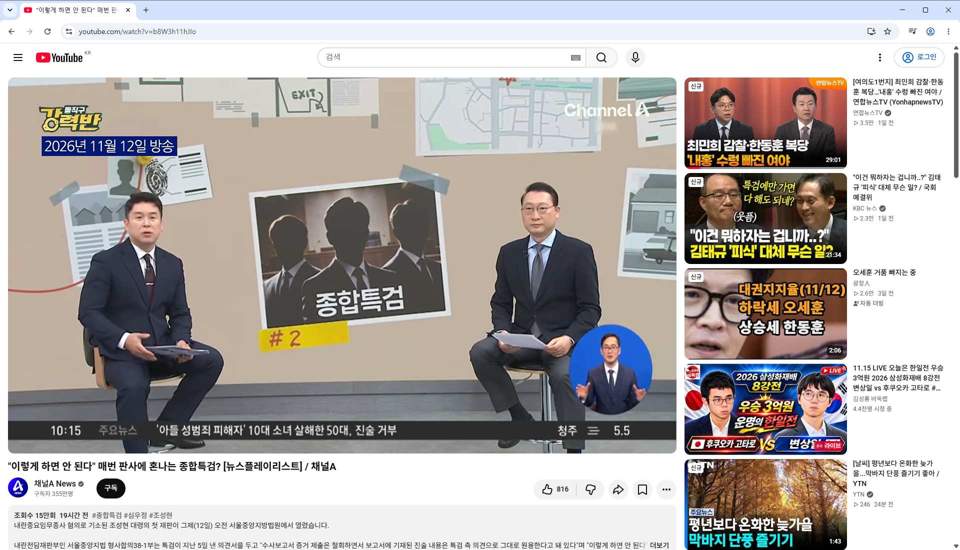 "이렇게 하면 안 된다" 매번 판
youtube.com/watch?v=b8W3h11hJlo
YouTube KR
검색
로그인
동작구
강력반
2026년 11월 12일 방송
EXIT
Channel A
종합특검
#2
10:15 주요뉴스 '아들 성범죄 피해자' 10대 소녀 살해한 50대, 진술 거부 청주 5.5
"이렇게 하면 안 된다" 매번 판사에 혼나는 종합특검? [뉴스플레이리스트] / 채널A
채널A News
구독자 355만명
구독
816
조회수 15만회 19시간 전 #종합특검 #심우정 #조성현
내란중요임무종사 혐의로 기소된 조성현 대령의 첫 재판이 그제(12일) 오전 서울중앙지방법원에서 열렸습니다.
내란전담재판부인 서울중앙지법 형사합의38-1부는 특검이 지난 5일 낸 의견서를 두고 "수사보고서 증거 제출은 철회하면서 보고서에 기재된 진술 내용은 특검 측 의견으로 그대로 원용한다고 돼 있다"며 "이렇게 하면 안 된다 더보기
신규
연합뉴스TV
최민희 감찰·한동훈 복당
'내홍' 수렁 빠진 여야
29:01
[여의도1번지] 최민희 감찰·한동훈 복당…'내홍' 수렁 빠진 여야 / 연합뉴스TV (YonhapnewsTV)
연합뉴스TV
3.5만 1일 전
신규
특검에만 가면
다 해도 되네?
(웃픔)
"이건 뭐하자는 겁니까..?"
김태규 '피식' 대체 무슨 일?
21:34
"이건 뭐하자는 겁니까..?" 김태규 '피식' 대체 무슨 일? / 국회 예결위
KBC 뉴스
2.3만 1일 전
신규
대권지지율(11/12)
하락세 오세훈
상승세 한동훈
2:06
오세훈 거품 빠지는 중
2.6만 3일 전
자동 더빙
LIVE
2026 삼성화재배
8강전
우승 3억원
운명의 한일전
후쿠오카 고타로
변상일
라이브
11.15 LIVE 오늘은 한일전 우승 3억원 2026 삼성화재배 8강전 변상일 vs 후쿠오카 고타로 #...
김성룡 바둑랩
4.4천명 시청 중
신규
YTN
주요뉴스
평년보다 온화한 늦가을
막바지 단풍 즐기기
1:43
[날씨] 평년보다 온화한 늦가을...막바지 단풍 즐기기 좋아 / YTN
YTN
246 34분 전